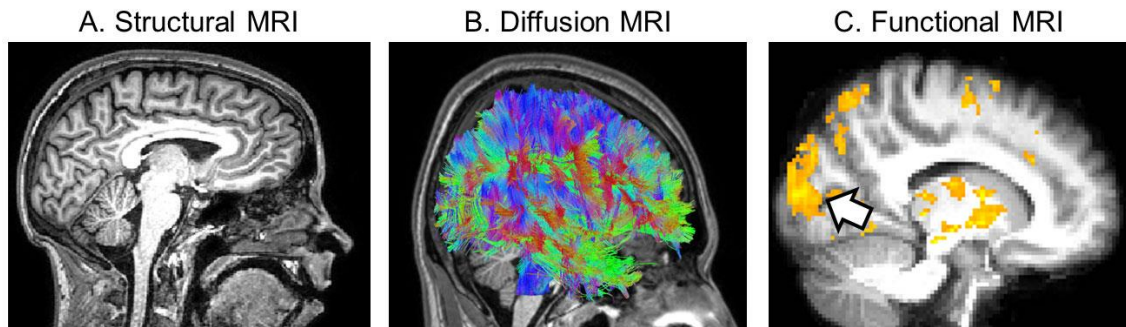 A. Structural MRI
B. Diffusion MRI
C. Functional MRI